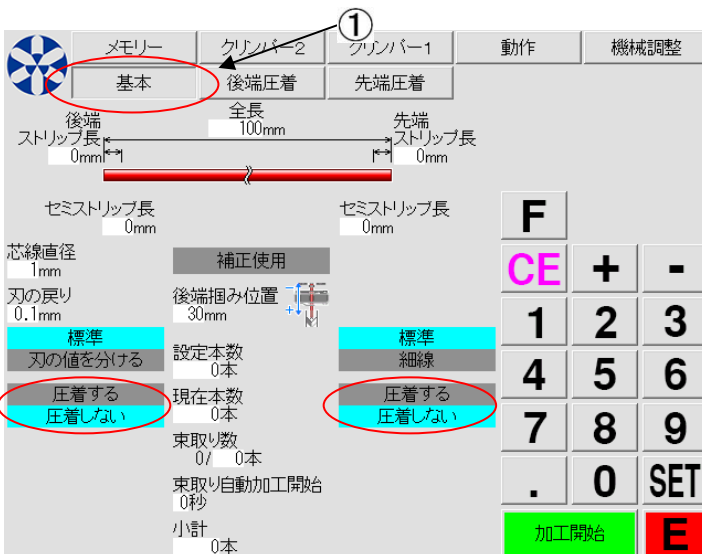 ①
メモリー
クリンパー2
クリンパー1
動作
機械調整
基本
後端圧着
先端圧着
後端
ストリップ長
0mm
全長
100mm
先端
ストリップ長
0mm
セミストリップ長
0mm
セミストリップ長
0mm
芯線直径
1mm
補正使用
刃の戻り
0.1mm
後端掴み位置
30mm
- + M
標準
刃の値を分ける
設定本数
0本
標準
細線
圧着する
圧着しない
現在本数
0本
圧着する
圧着しない
束取り数
0/ 0本
束取り自動加工開始
0秒
小計
0本
F
CE + -
1 2 3
4 5 6
7 8 9
. 0 SET
加工開始
E